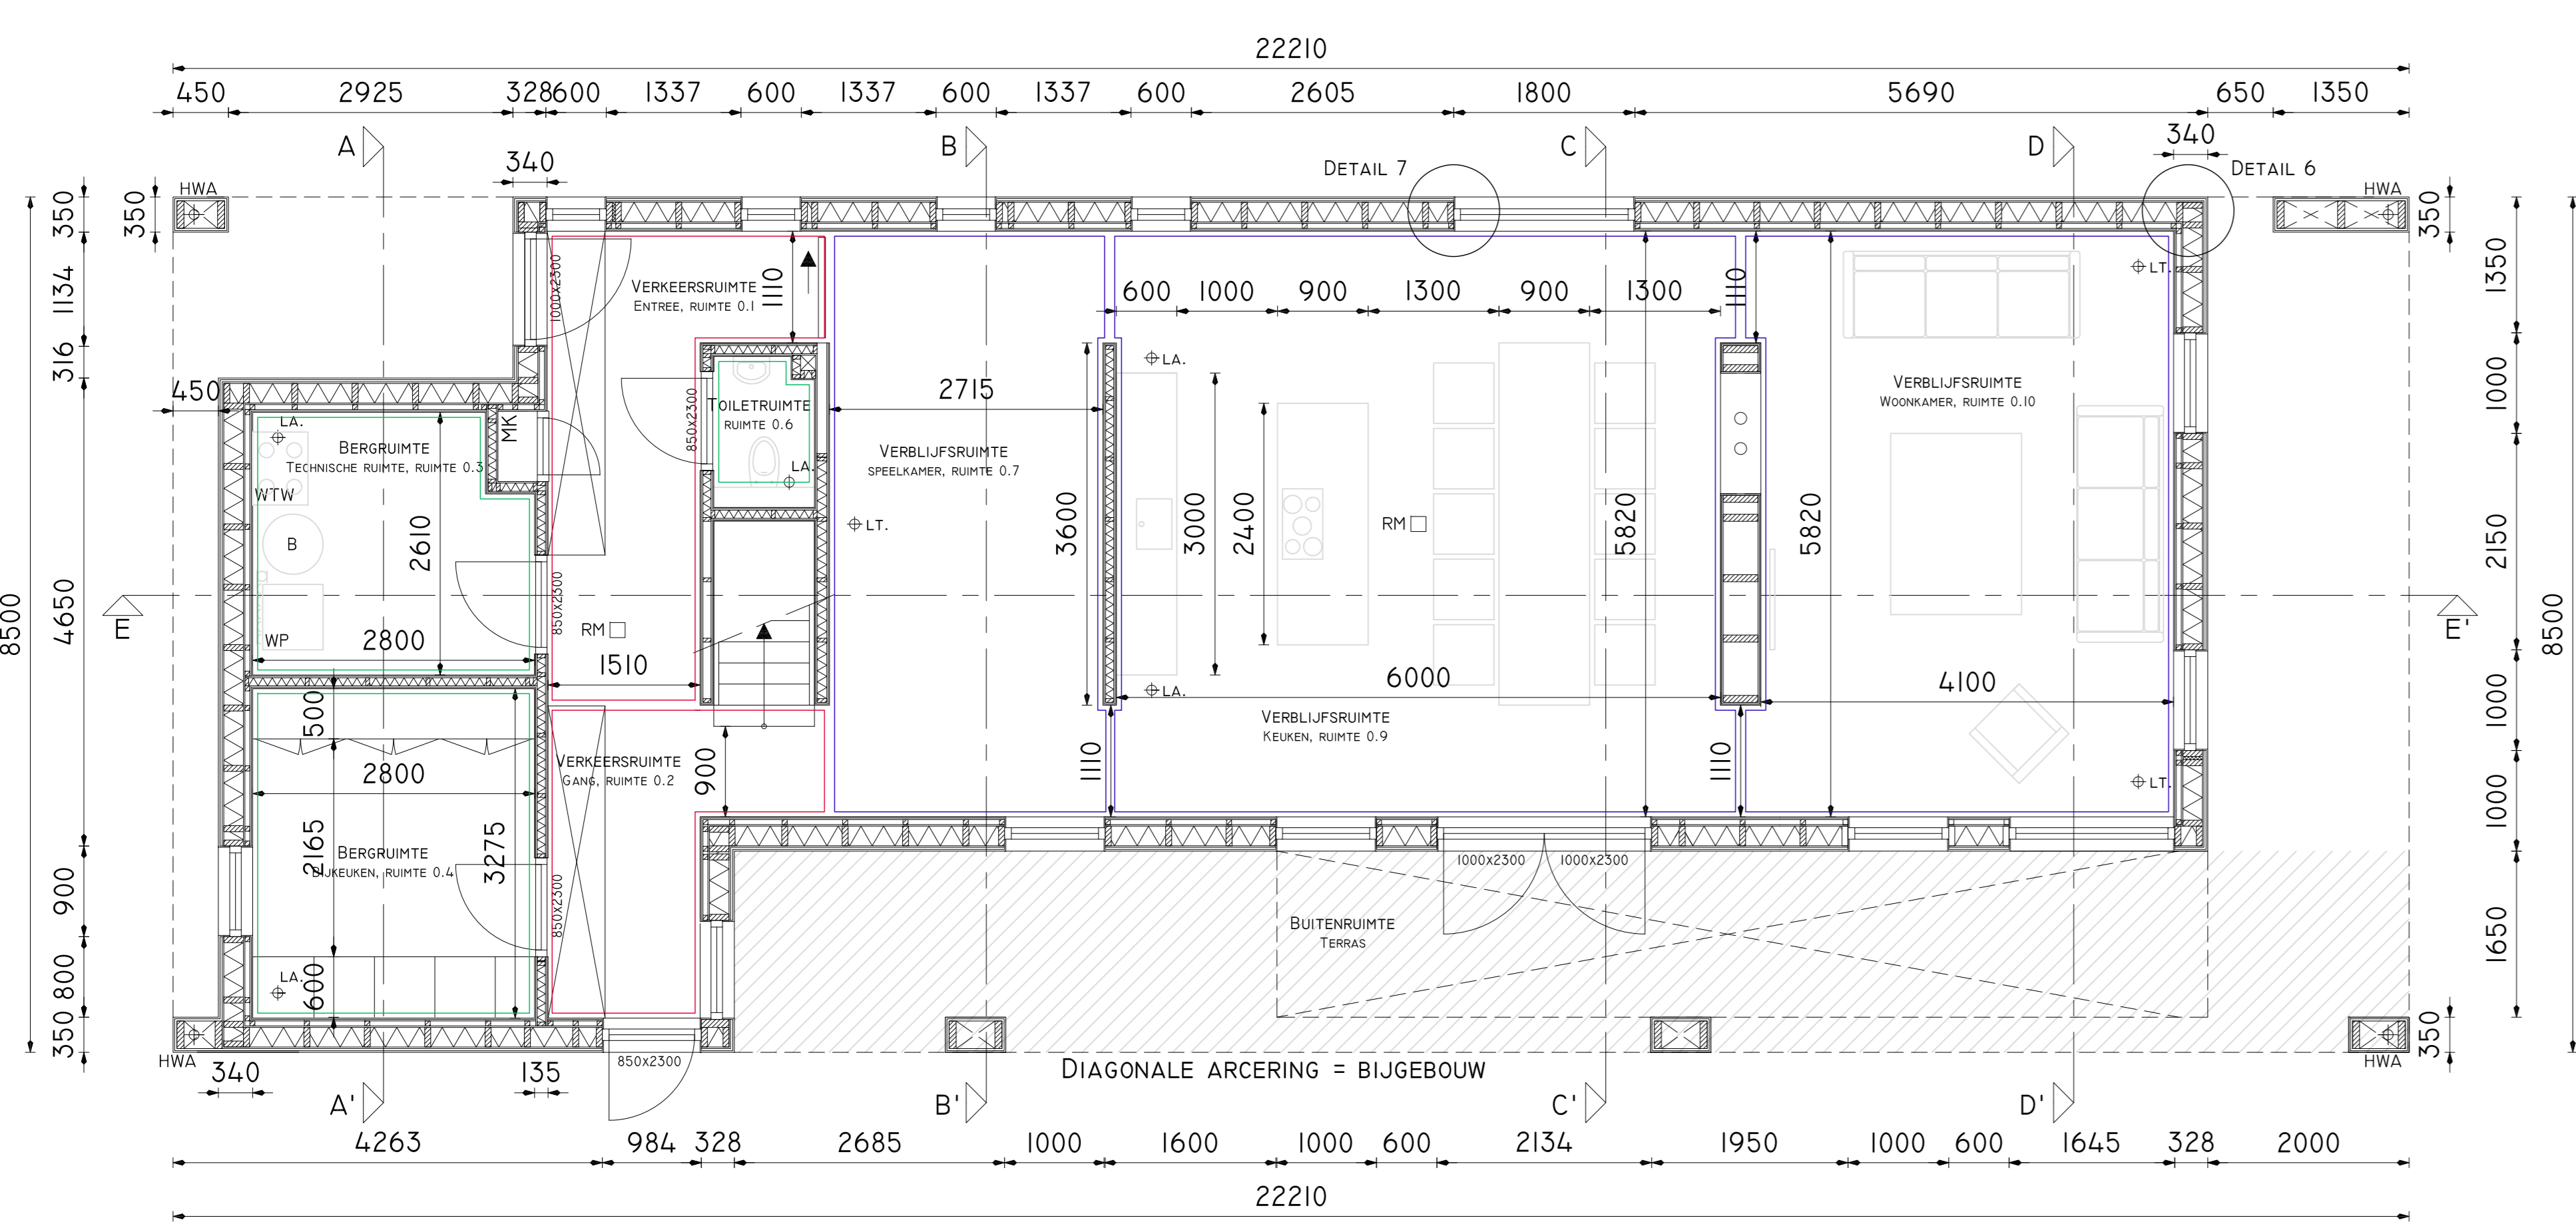 22210
450 2925 328 600 1337 600 1337 600 1337 600 2605 1800 5690 650 1350
A B C D
340 340
Detail 7 Detail 6
HWA HWA
350 350 350 350
1134
316
4650
900
800
350
8500
450
1000x2300
Verkeersruimte
Entree, ruimte 0.1
1110
600 1000 900 1300 900 1300
1110
LT.
LA.
LA.
MK
Bergruimte
Technische ruimte, ruimte 0.3
WTW
B
WP
2610
2800
850x2300
850x2300
Toiletruimte
ruimte 0.6
LA.
2715
Verblijfsruimte
speelkamer, ruimte 0.7
LT.
3600
3000
2400
RM
5820
5820
Verblijfsruimte
Woonkamer, ruimte 0.10
RM
1510
6000
4100
LA.
E E'
500
2800
2165
3275
600
Bergruimte
Bijkeuken, ruimte 0.4
LA.
850x2300
Verkeersruimte
Gang, ruimte 0.2
900
Verblijfsruimte
Keuken, ruimte 0.9
1110
1110
LT.
1000x2300 1000x2300
Buitenruimte
Terras
1350
1000
2150
1000
1000
1650
8500
350
HWA HWA
340 135
850x2300
Diagonale arcering = bijgebouw
A' B' C' D'
4263 984 328 2685 1000 1600 1000 600 2134 1950 1000 600 1645 328 2000
22210